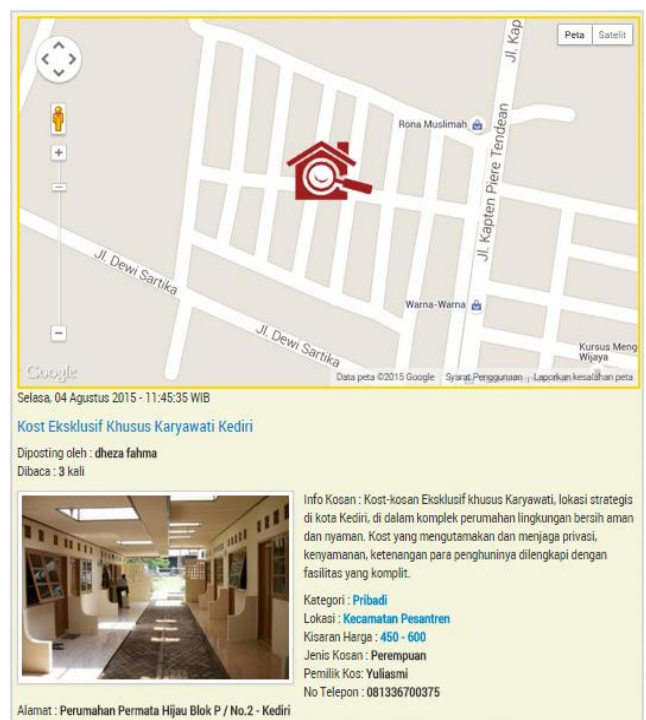 Peta Satelit
Jl. Kap
Rona Muslimah
Jl. Kapten Piere Tendean
Jl. Dewi Sartika
Warna-Warna
Jl. Dewi Sartika
Kursus Meng
Wijaya
Google
Data peta ©2015 Google Syarat Penggunaan Laporkan kesalahan peta
Selasa, 04 Agustus 2015 - 11:45:35 WIB
Kost Eksklusif Khusus Karyawati Kediri
Diposting oleh : dheza fahma
Dibaca : 3 kali
Info Kosan : Kost-kosan Eksklusif khusus Karyawati, lokasi strategis
di kota Kediri, di dalam komplek perumahan lingkungan bersih aman
dan nyaman. Kost yang mengutamakan dan menjaga privasi,
kenyamanan, ketenangan para penghuninya dilengkapi dengan
fasilitas yang komplit.
Kategori : Pribadi
Lokasi : Kecamatan Pesantren
Kisaran Harga : 450 - 600
Jenis Kosan : Perempuan
Pemilik Kos: Yuliasmi
No Telepon : 081336700375
Alamat : Perumahan Permata Hijau Blok P / No.2 - Kediri